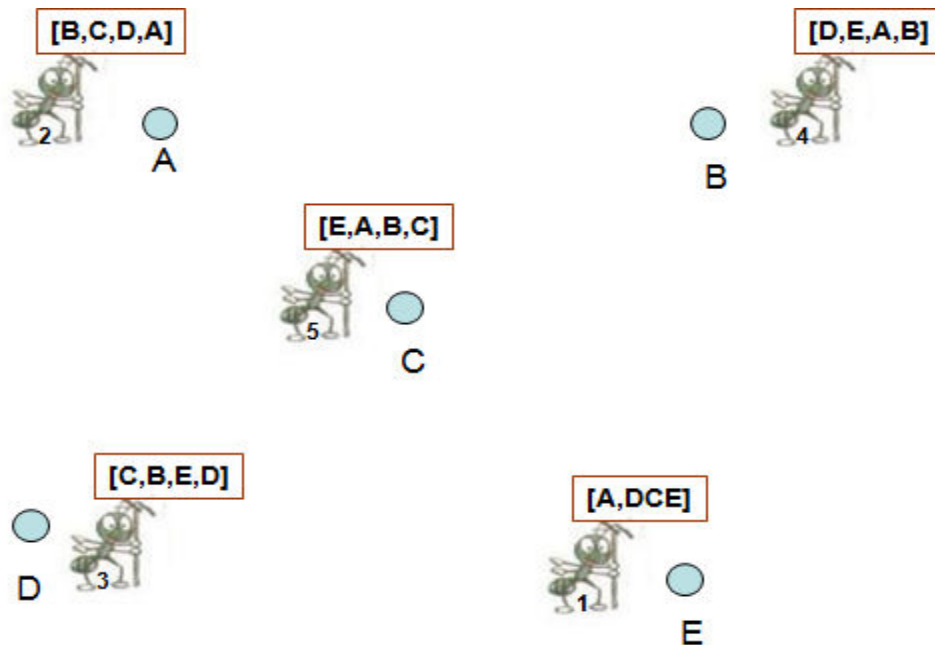 [B,C,D,A]
[D,E,A,B]
2
A
4
B
[E,A,B,C]
5
C
[C,B,E,D]
[A,DCE]
D
3
1
E